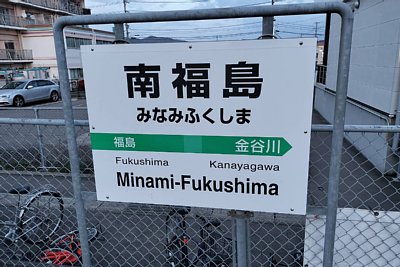 南福島
みなみふくしま
福島 金谷川
Fukushima Kanayagawa
Minami-Fukushima